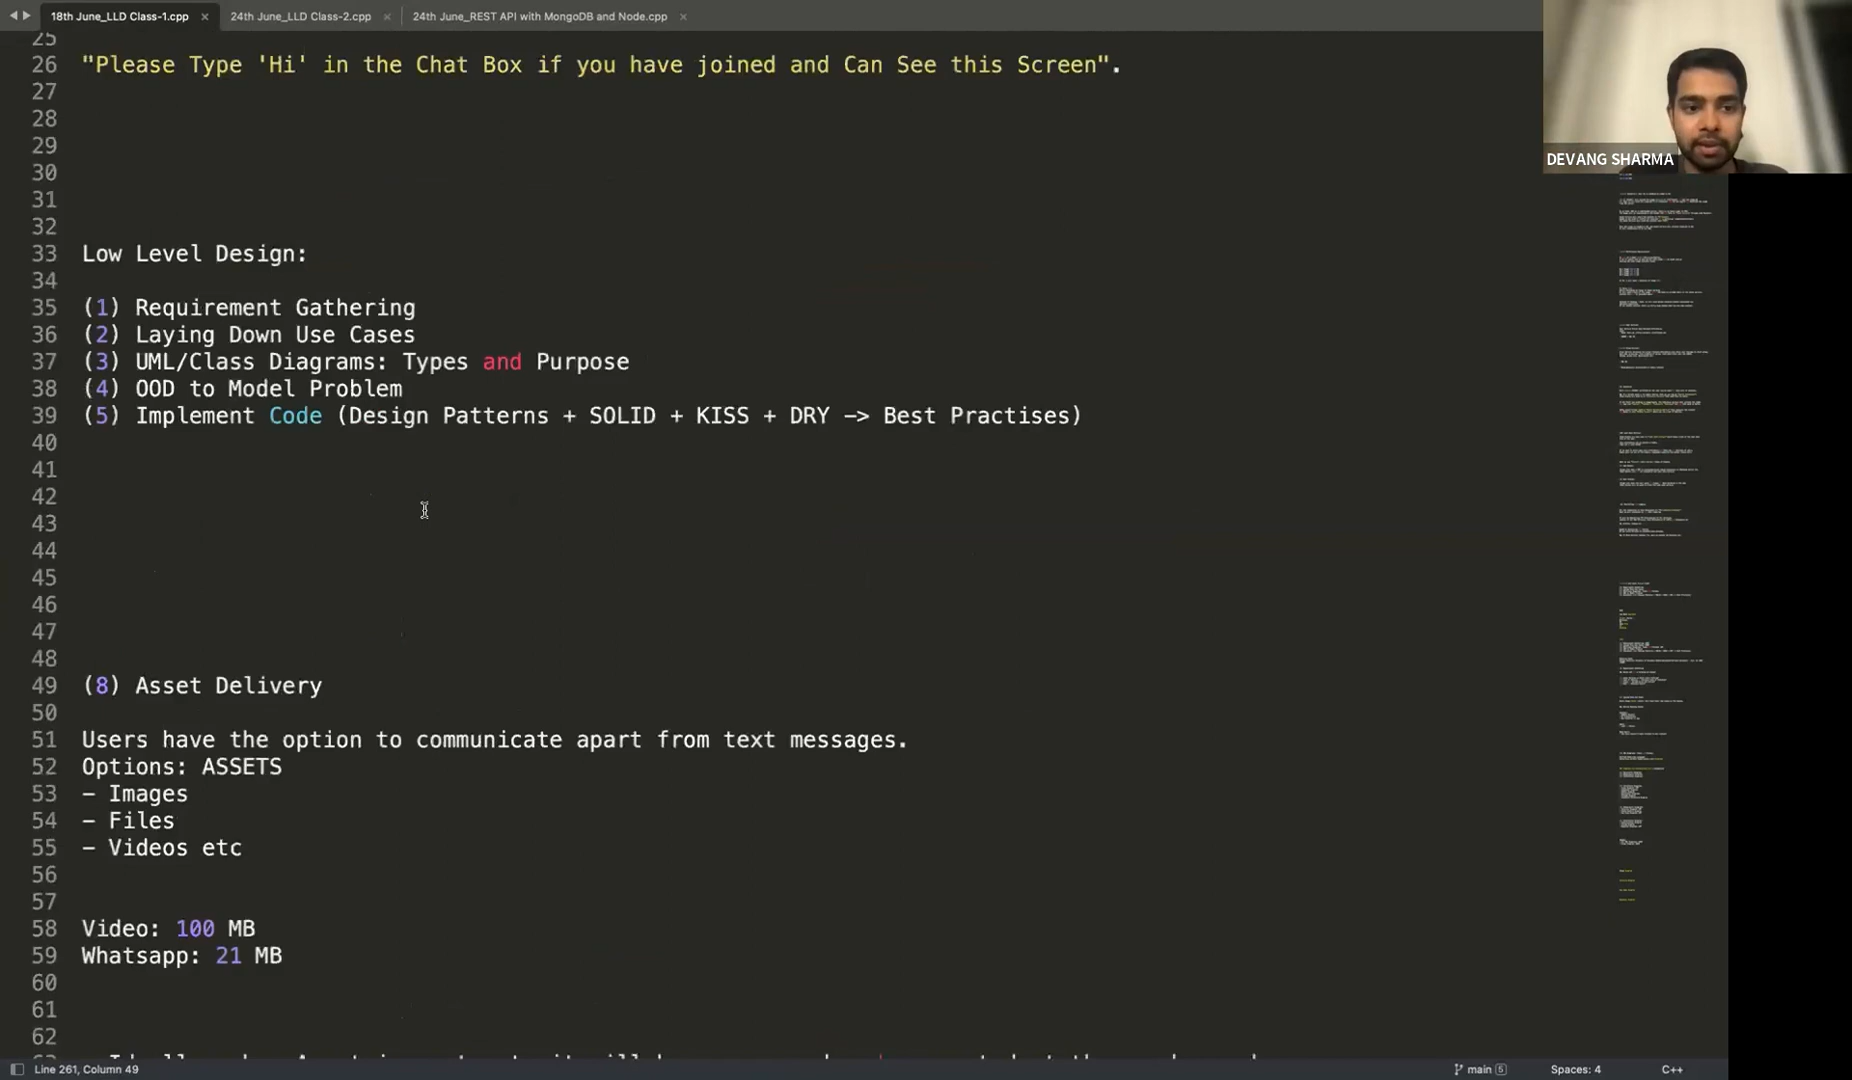 18th June_LLD Class-1.cpp × 24th June_LLD Class-2.cpp × 24th June_REST API with MongoDB and Node.cpp ×
DEVANG SHARMA
25
26 "Please Type 'Hi' in the Chat Box if you have joined and Can See this Screen".
27
28
29
30
31
32
33 Low Level Design:
34
35 (1) Requirement Gathering
36 (2) Laying Down Use Cases
37 (3) UML/Class Diagrams: Types and Purpose
38 (4) OOD to Model Problem
39 (5) Implement Code (Design Patterns + SOLID + KISS + DRY -> Best Practises)
40
41
42
43
44
45
46
47
48
49 (8) Asset Delivery
50
51 Users have the option to communicate apart from text messages.
52 Options: ASSETS
53 - Images
54 - Files
55 - Videos etc
56
57
58 Video: 100 MB
59 Whatsapp: 21 MB
60
61
62
Line 261, Column 49 main 5 Spaces: 4 C++